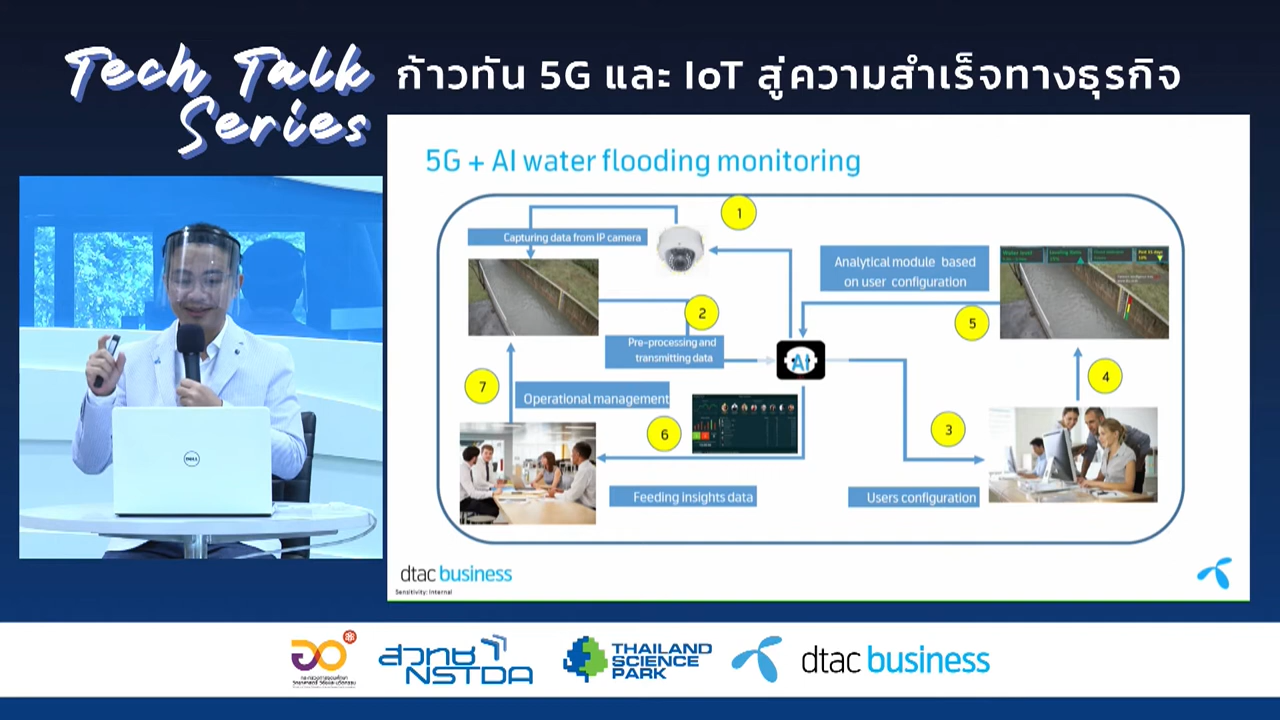 Tech Talk
Series
ก้าวทัน 5G และ IoT สู่ความสำเร็จทางธุรกิจ
5G + AI water flooding monitoring
1
Capturing data from IP camera
Analytical module based
on user configuration
2
5
Pre-processing and
transmitting data
AI
7
4
Operational management
6
3
Feeding insights data
Users configuration
DELL
dtac business
Sensitivity: Internal
สวทช
NSTDA
THAILAND
SCIENCE
PARK
dtac business